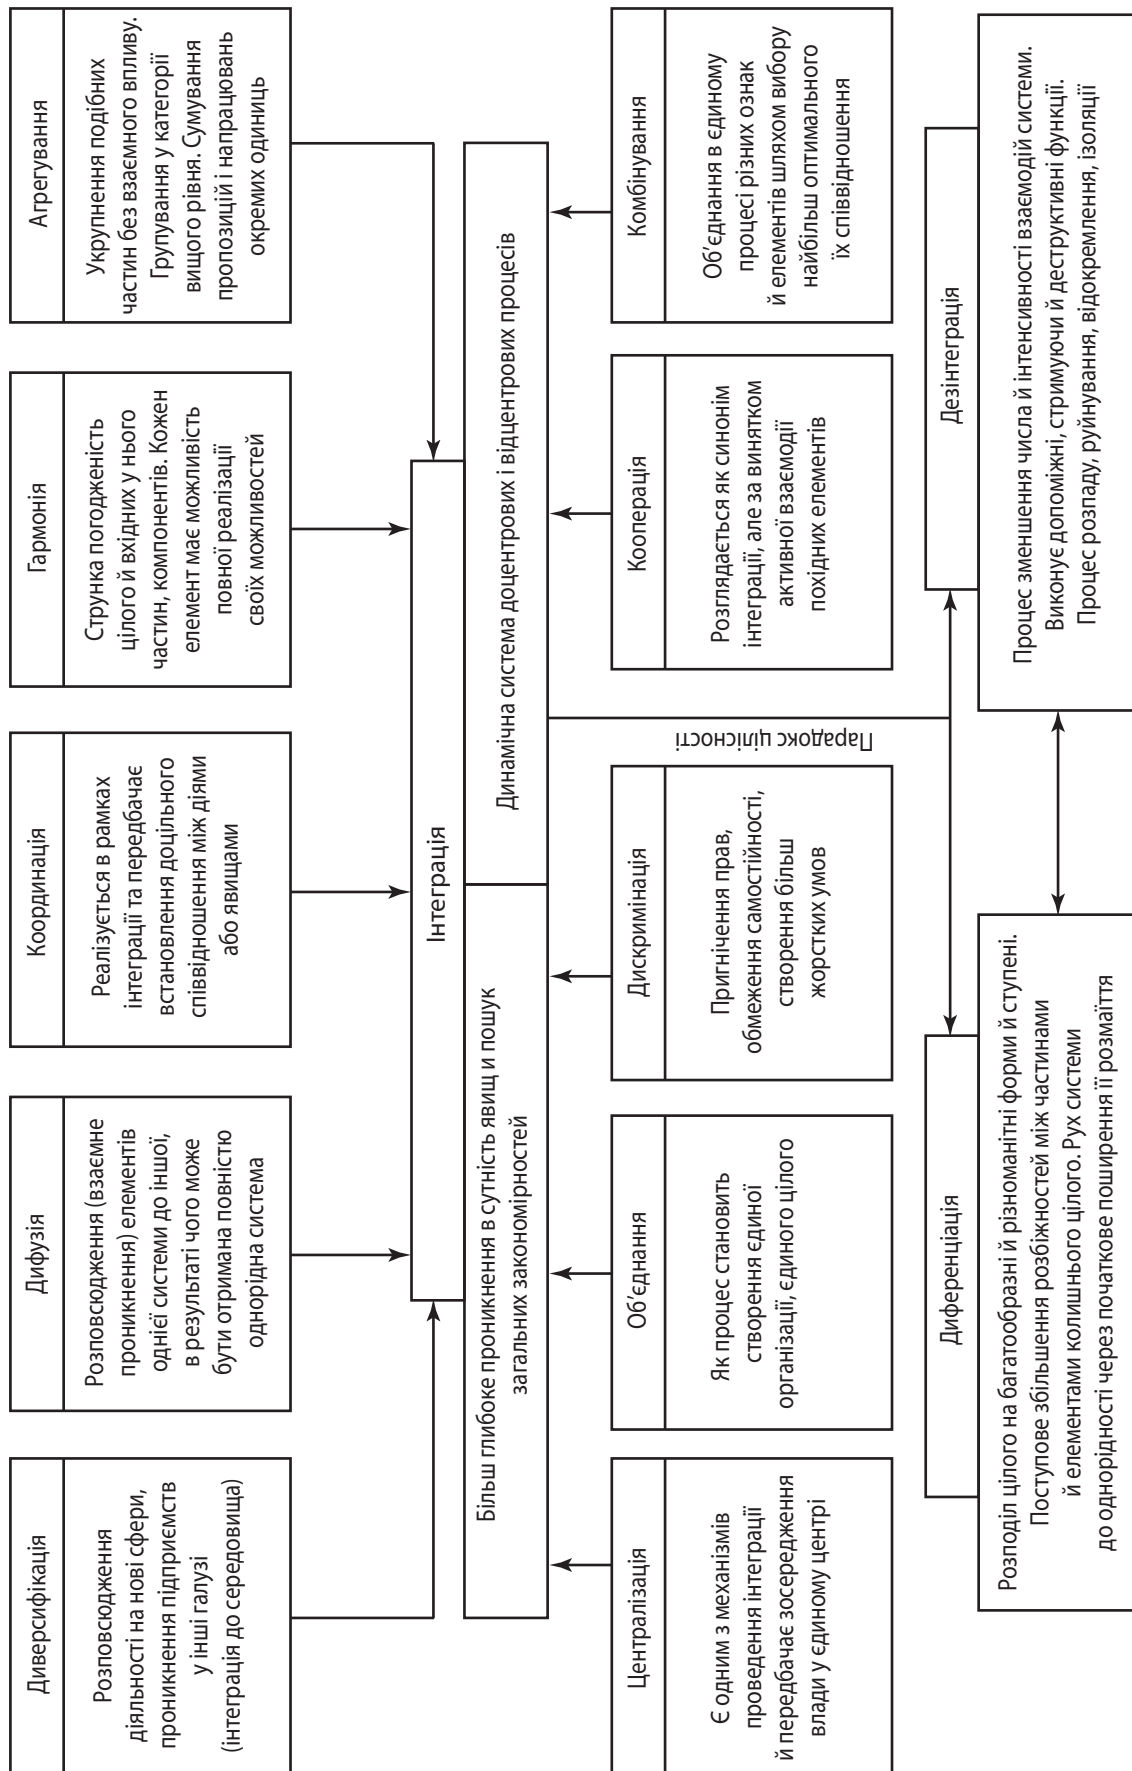 Диверсифікація
Розповсюдження
діяльності на нові сфери,
проникнення підприємств
у інші галузі
(інтеграція до середовища)
Дифузія
Розповсюдження (взаємне
проникнення) елементів
однієї системи до іншої,
в результаті чого може
бути отримана повністю
однорідна система
Координація
Реалізується в рамках
інтеграції та передбачає
встановлення доцільного
співвідношення між діями
або явищами
Гармонія
Струнка погодженість
цілого й вхідних у нього
частин, компонентів. Кожен
елемент має можливість
повної реалізації
своїх можливостей
Агрегування
Укрупнення подібних
частин без взаємного впливу.
Групування у категорії
вищого рівня. Сумування
пропозицій і напрацювань
окремих одиниць
Інтеграція
Більш глибоке проникнення в сутність явищ и пошук
загальних закономірностей
Динамічна система доцентрових і відцентрових процесів
Централізація
Є одним з механізмів
проведення інтеграції
й передбачає зосередження
влади у єдиному центрі
Об’єднання
Як процес становить
створення єдиної
організації, єдиного цілого
Дискримінація
Пригнічення прав,
обмеження самостійності,
створення більш
жорстких умов
Парадокс цілісності
Кооперація
Розглядається як синонім
інтеграції, але за винятком
активної взаємодії
похідних елементів
Комбінування
Об’єднання в єдиному
процесі різних ознак
й елементів шляхом вибору
найбільш оптимального
їх співвідношення
Диференціація
Розподіл цілого на багатообразні й різноманітні форми й ступені.
Поступове збільшення розбіжностей між частинами
й елементами колишнього цілого. Рух системи
до однорідності через початкове поширення її розмаїття
Дезінтеграція
Процес зменшення числа й інтенсивності взаємодій системи.
Виконує допоміжні, стримуючи й деструктивні функції.
Процес розпаду, руйнування, відокремлення, ізоляції